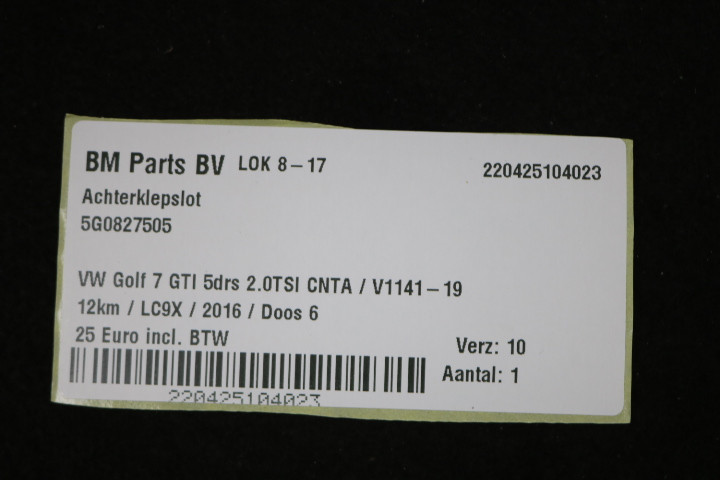 BM Parts BV LOK 8-17 220425104023
Achterklepslot
5G0827505
VW Golf 7 GTI 5drs 2.0TSI CNTA / V1141-19
12km / LC9X / 2016 / Doos 6
25 Euro incl. BTW
Verz: 10
Aantal: 1
220425104023